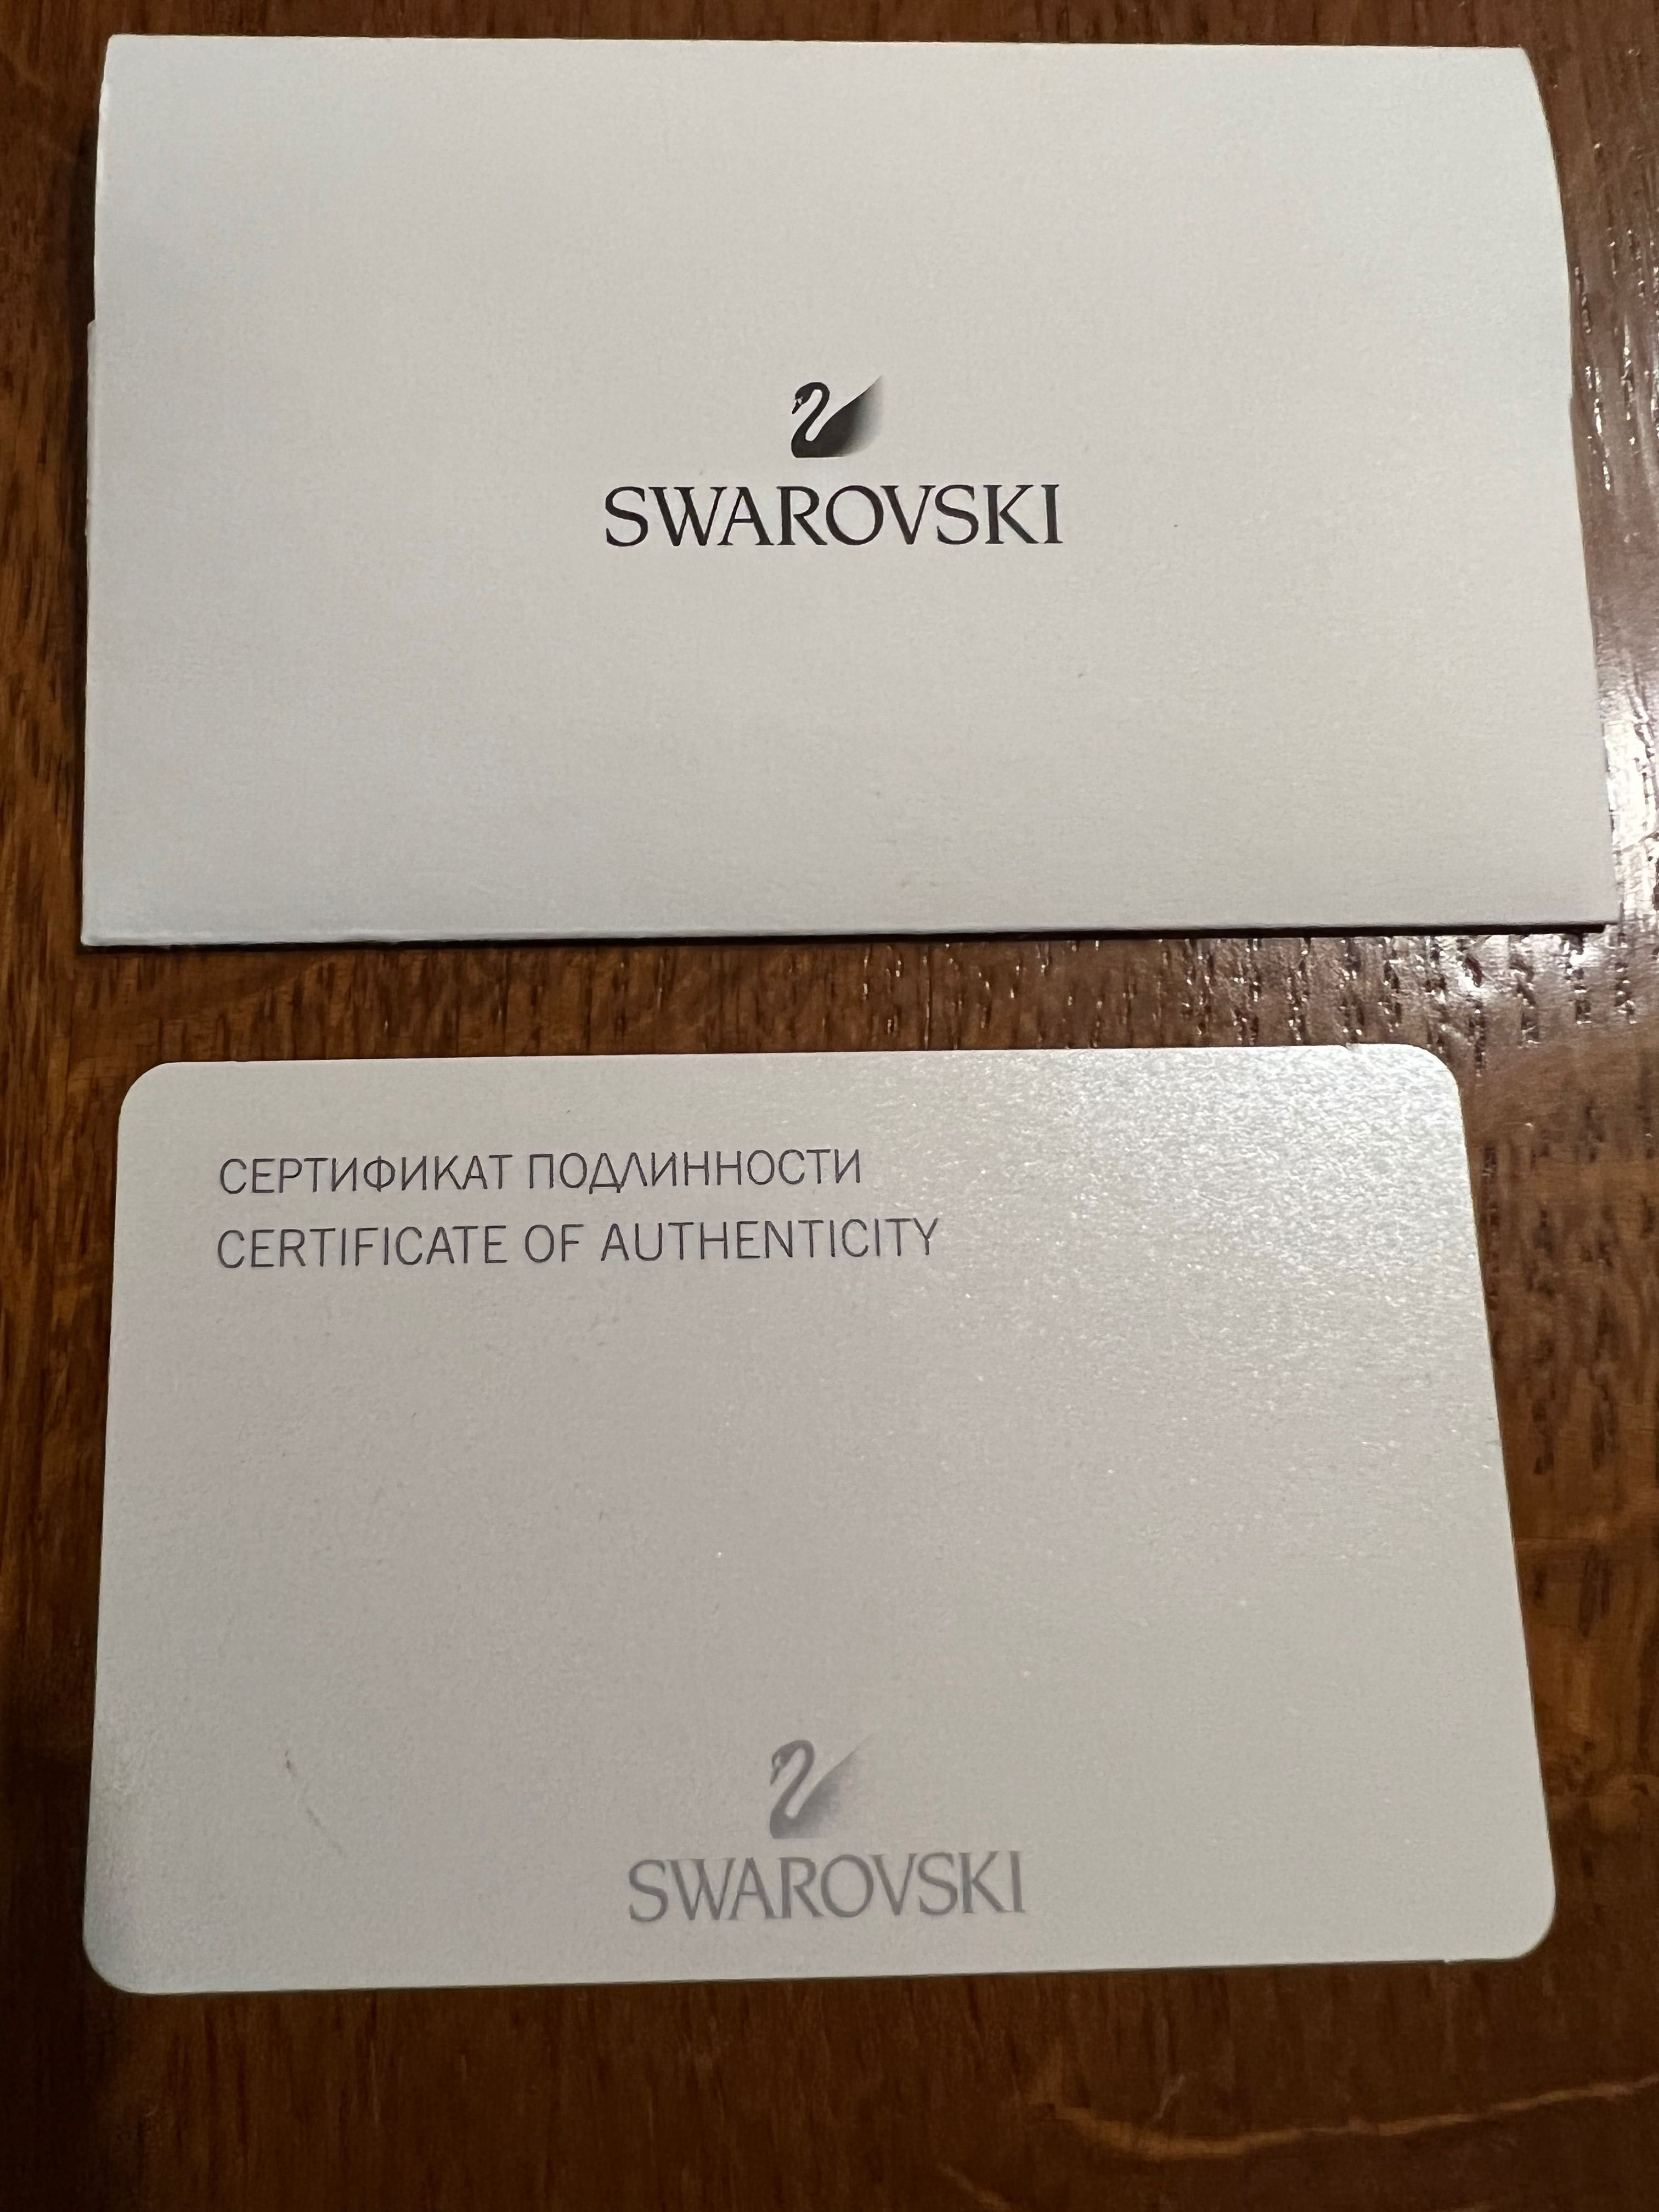 SWAROVSKI
СЕРТИФИКАТ ПОДЛИННОСТИ
CERTIFICATE OF AUTHENTICITY
SWAROVSKI